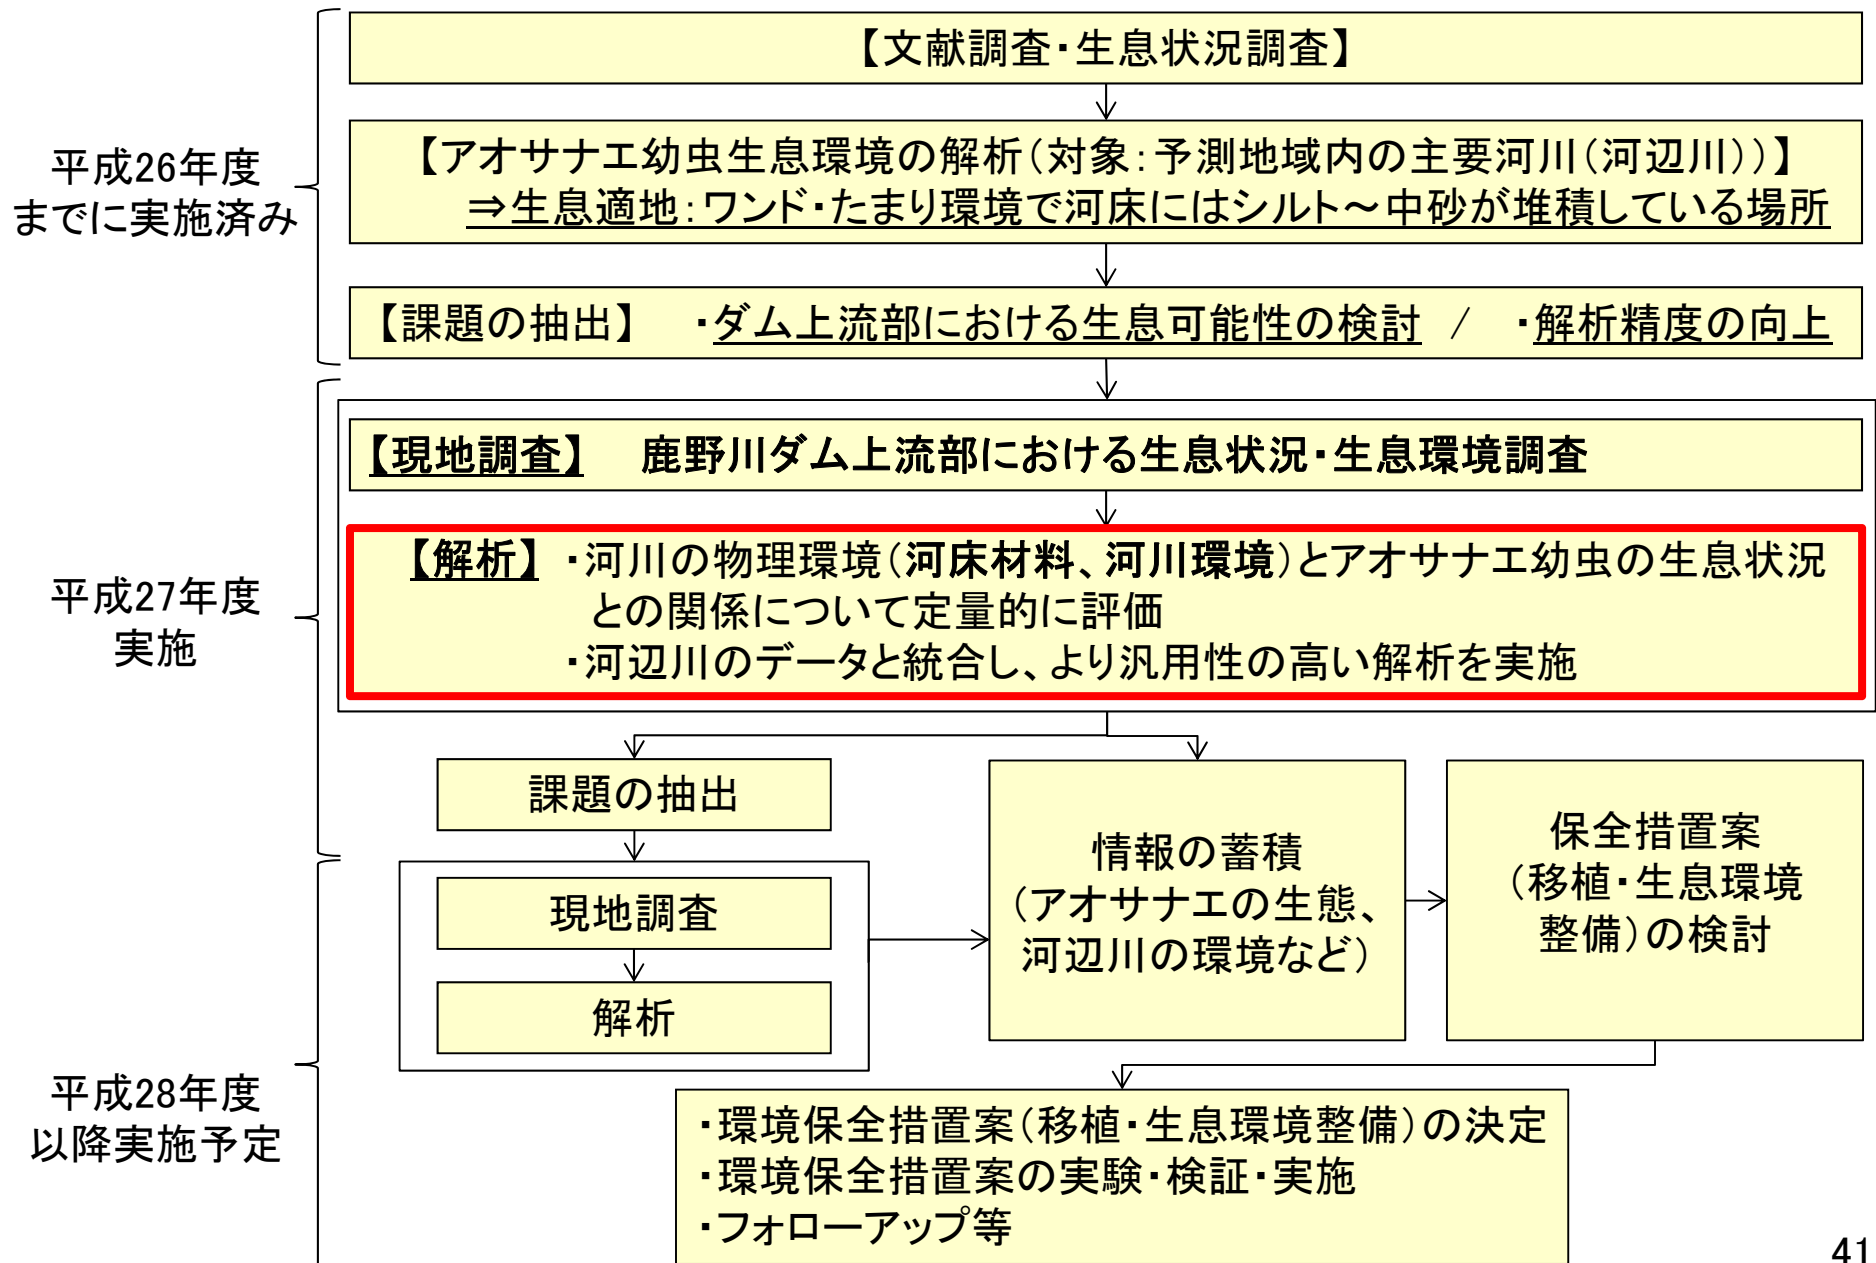 【文献調査・生息状況調査】
平成26年度
までに実施済み
【アオサナエ幼虫生息環境の解析(対象:予測地域内の主要河川(河辺川))】
⇒生息適地:ワンド・たまり環境で河床にはシルト~中砂が堆積している場所
【課題の抽出】 ・ダム上流部における生息可能性の検討 / ・解析精度の向上
平成27年度
実施
【現地調査】 鹿野川ダム上流部における生息状況・生息環境調査
【解析】 ・河川の物理環境(河床材料、河川環境)とアオサナエ幼虫の生息状況
との関係について定量的に評価
・河辺川のデータと統合し、より汎用性の高い解析を実施
課題の抽出
平成28年度
以降実施予定
現地調査
解析
情報の蓄積
(アオサナエの生態、
河辺川の環境など)
保全措置案
(移植・生息環境
整備)の検討
・環境保全措置案(移植・生息環境整備)の決定
・環境保全措置案の実験・検証・実施
・フォローアップ等
41